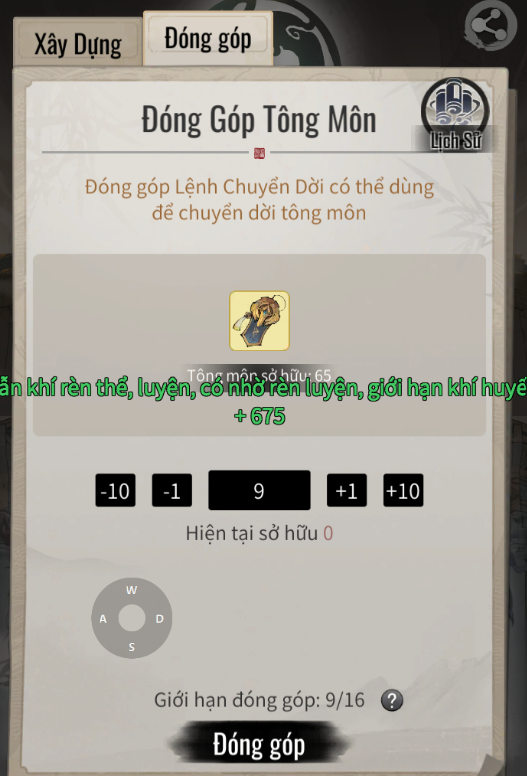 Xây Dựng
Đóng góp
Đóng Góp Tông Môn
Lịch Sử
Đóng góp Lệnh Chuyển Dời có thể dùng
để chuyển dời tông môn
Tông môn sở hữu: 65
ẫn khí rèn thể, luyện, có nhờ rèn luyện, giới hạn khí huyế
+ 675
-10 -1 9 +1 +10
Hiện tại sở hữu 0
W
A D
S
Giới hạn đóng góp: 9/16 ?
Đóng góp